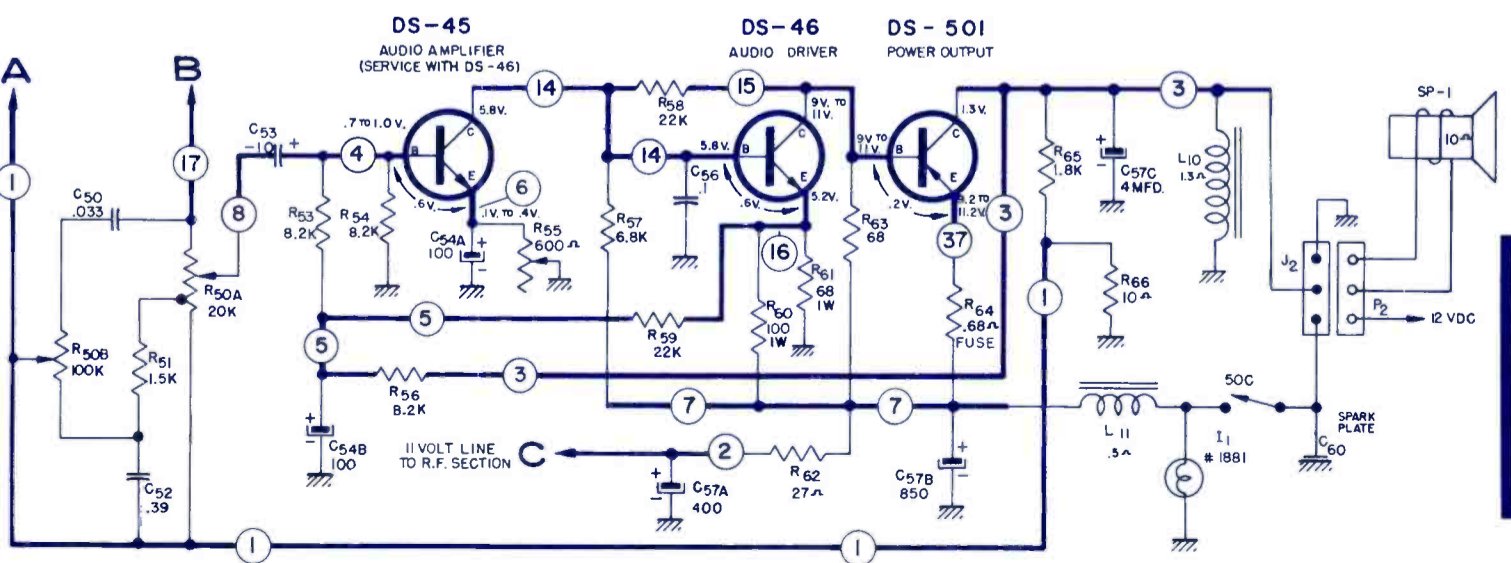 DS-45
AUDIO AMPLIFIER
(SERVICE WITH DS-46)
DS-46
AUDIO DRIVER
DS-501
POWER OUTPUT
A
B
1
17
8
C53
-10 +
.7 TO 1.0 V.
4
B
C
E
5.8V.
14
.6V.
6
.1V. TO .4V.
C50
.033
R50A
20K
R50B
100K
R51
1.5K
C52
.39
R53
8.2K
R54
8.2K
C54A
100
+
-
R55
600Ω
R58
22K
15
14
5.8V.
B
C
E
9V. TO
11V.
5.2V.
.6V.
C56
.1
R57
6.8K
16
R59
22K
R60
100
1W
R61
68
1W
R63
68
9V TO
11V.
B
C
E
1.3V.
.2V.
9.2 TO
11.2V.
37
3
R64
.68Ω
FUSE
3
R65
1.8K
+
-
C57C
4MFD.
L10
1.3Ω
1
R66
10Ω
J2
P2
12 VDC
SP-1
10Ω
5
5
R56
8.2K
3
+
-
C54B
100
7
7
11 VOLT LINE
TO R.F. SECTION
C
2
R62
27Ω
+
-
C57A
400
+
-
C57B
850
L11
.5Ω
50C
I1
#1881
SPARK
PLATE
C60
1
1